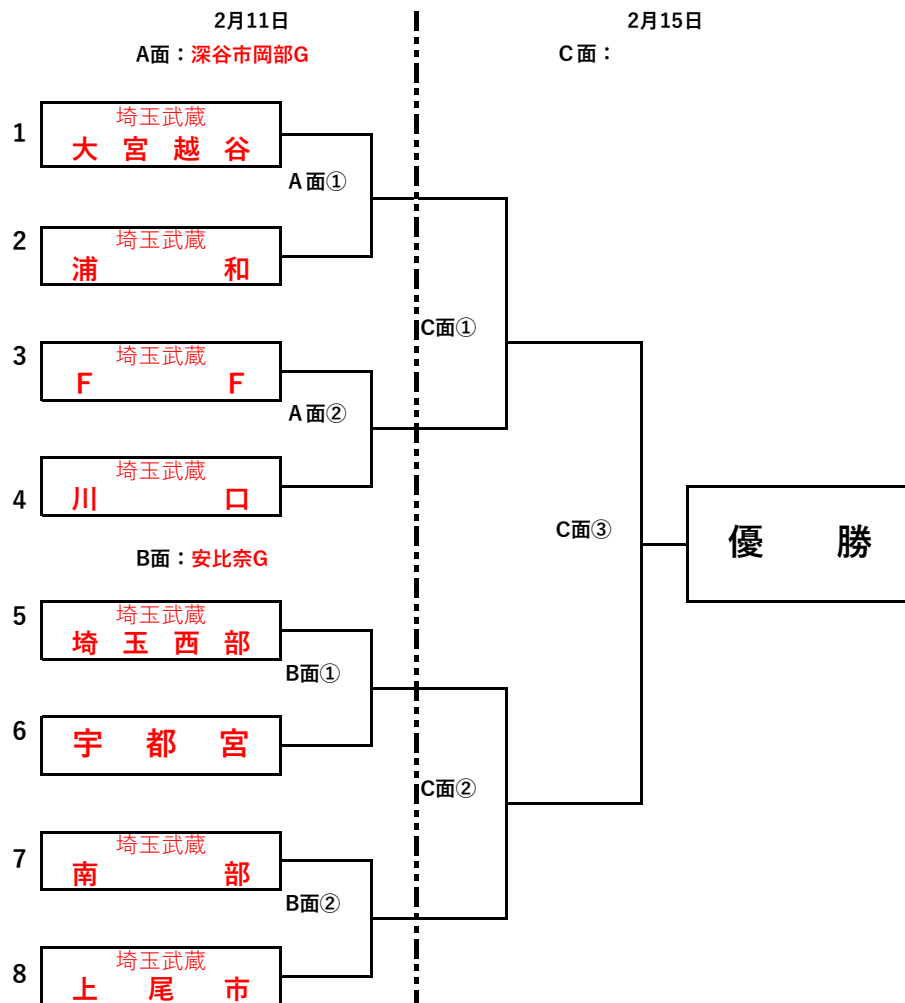 2月11日
2月15日
A面：深谷市岡部G
C面：
1
埼玉武蔵
大宮越谷
A面①
2
埼玉武蔵
浦和
C面①
3
埼玉武蔵
FF
A面②
4
埼玉武蔵
川口
C面③
優勝
B面：安比奈G
5
埼玉武蔵
埼玉西部
B面①
6
宇都宮
C面②
7
埼玉武蔵
南部
B面②
8
埼玉武蔵
上尾市